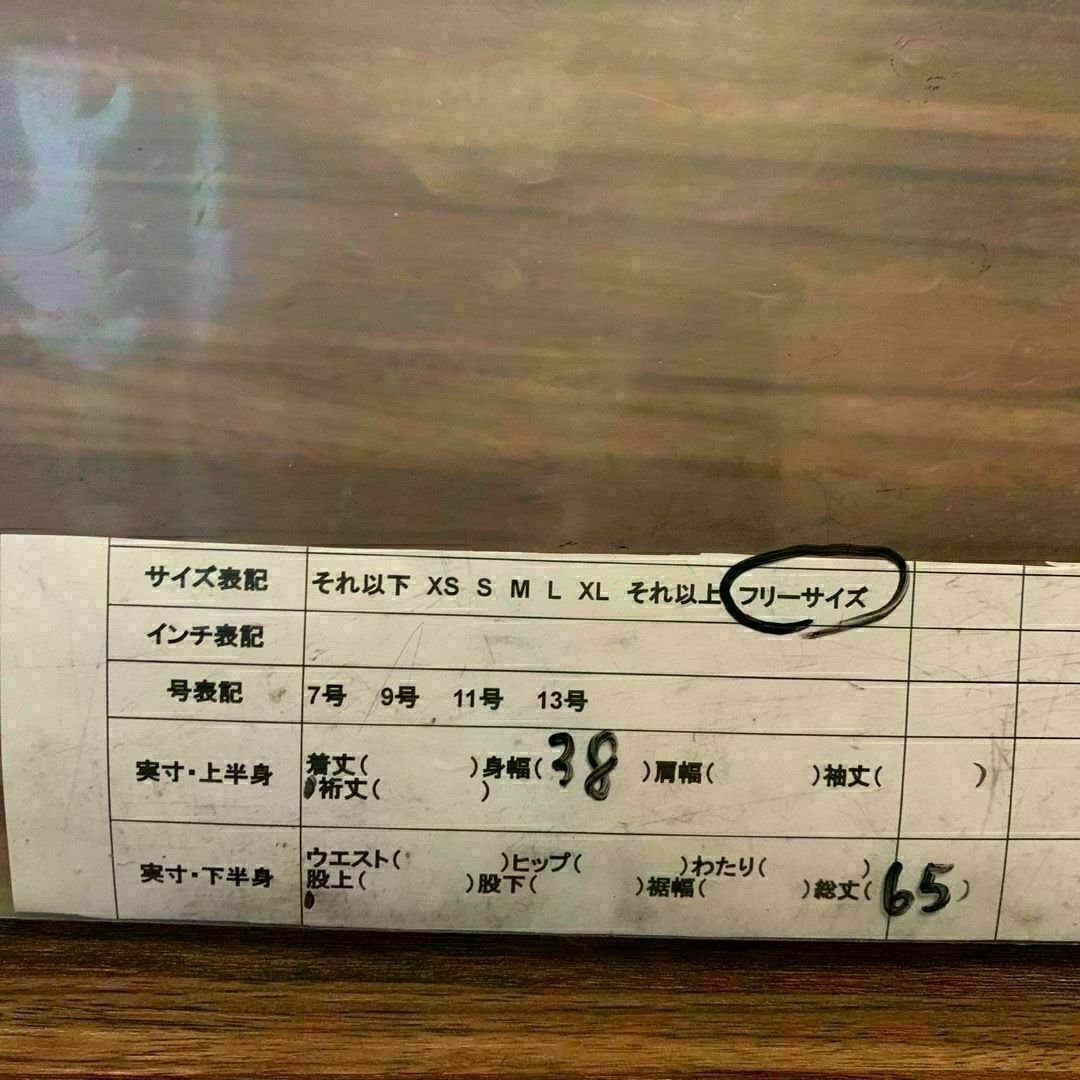 サイズ表記 それ以下 XS S M L XL それ以上 フリーサイズ
インチ表記
号表記 7号 9号 11号 13号
実寸・上半身 着丈( )身幅(38 )肩幅( )袖丈( )
裄丈( )
実寸・下半身 ウエスト( )ヒップ( )わたり( )
股上( )股下( )裾幅( )総丈(65)